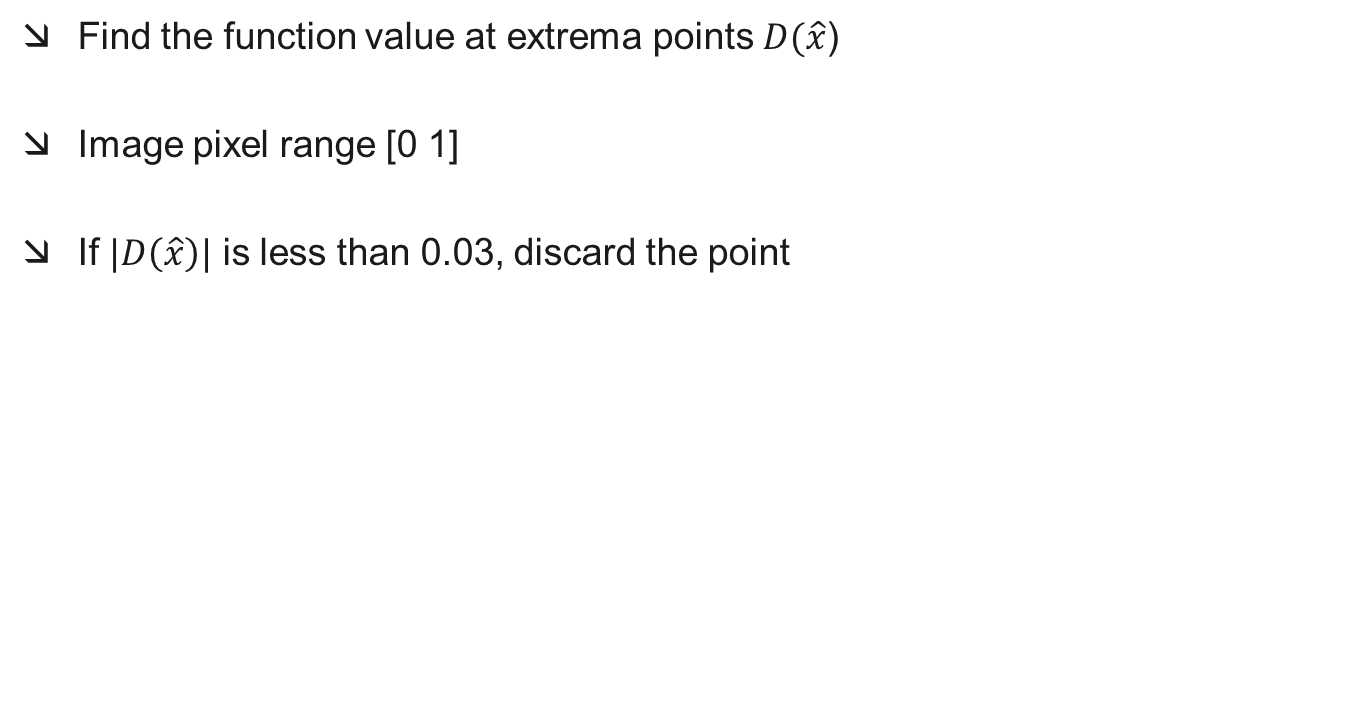 ↘ Find the function value at extrema points D(x̂)
↘ Image pixel range [0 1]
↘ If |D(x̂)| is less than 0.03, discard the point